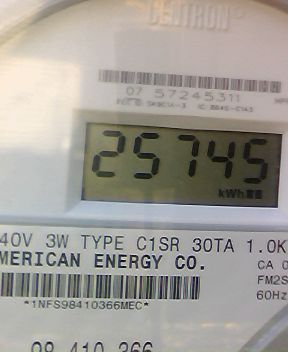 CENTRON®
07 57245311
25745
kWh
40V 3W TYPE C1SR 30TA 1.0K
MERICAN ENERGY CO.
CA 0
FM2S
60Hz
*1NFS98410366MEC*
98 410 366